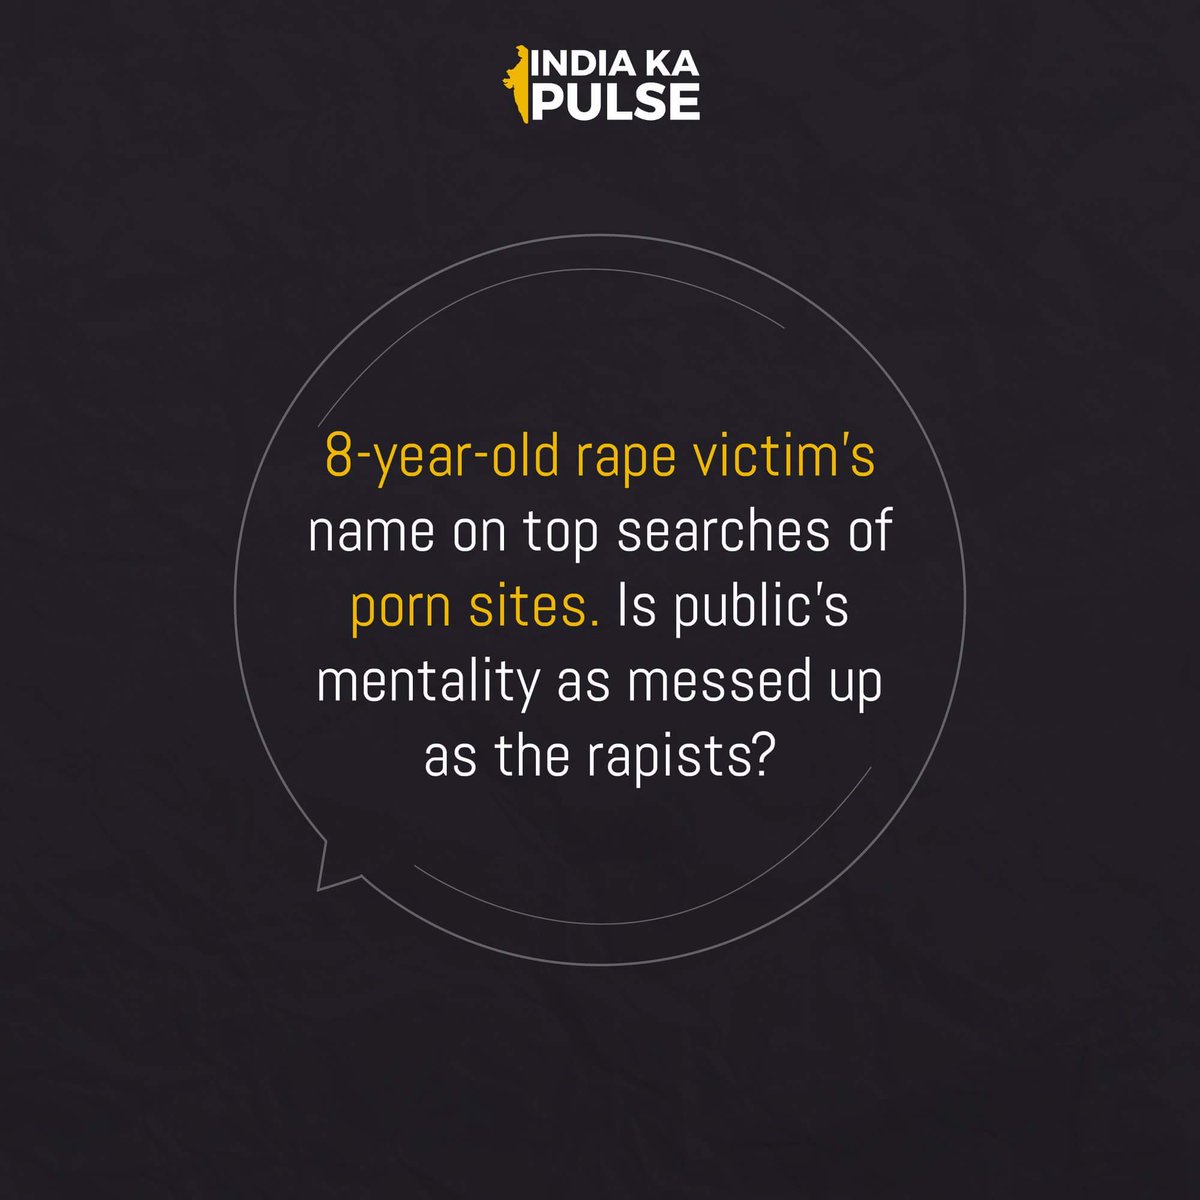 INDIA KA
PULSE
8-year-old rape victim's
name on top searches of
porn sites. Is public's
mentality as messed up
as the rapists?